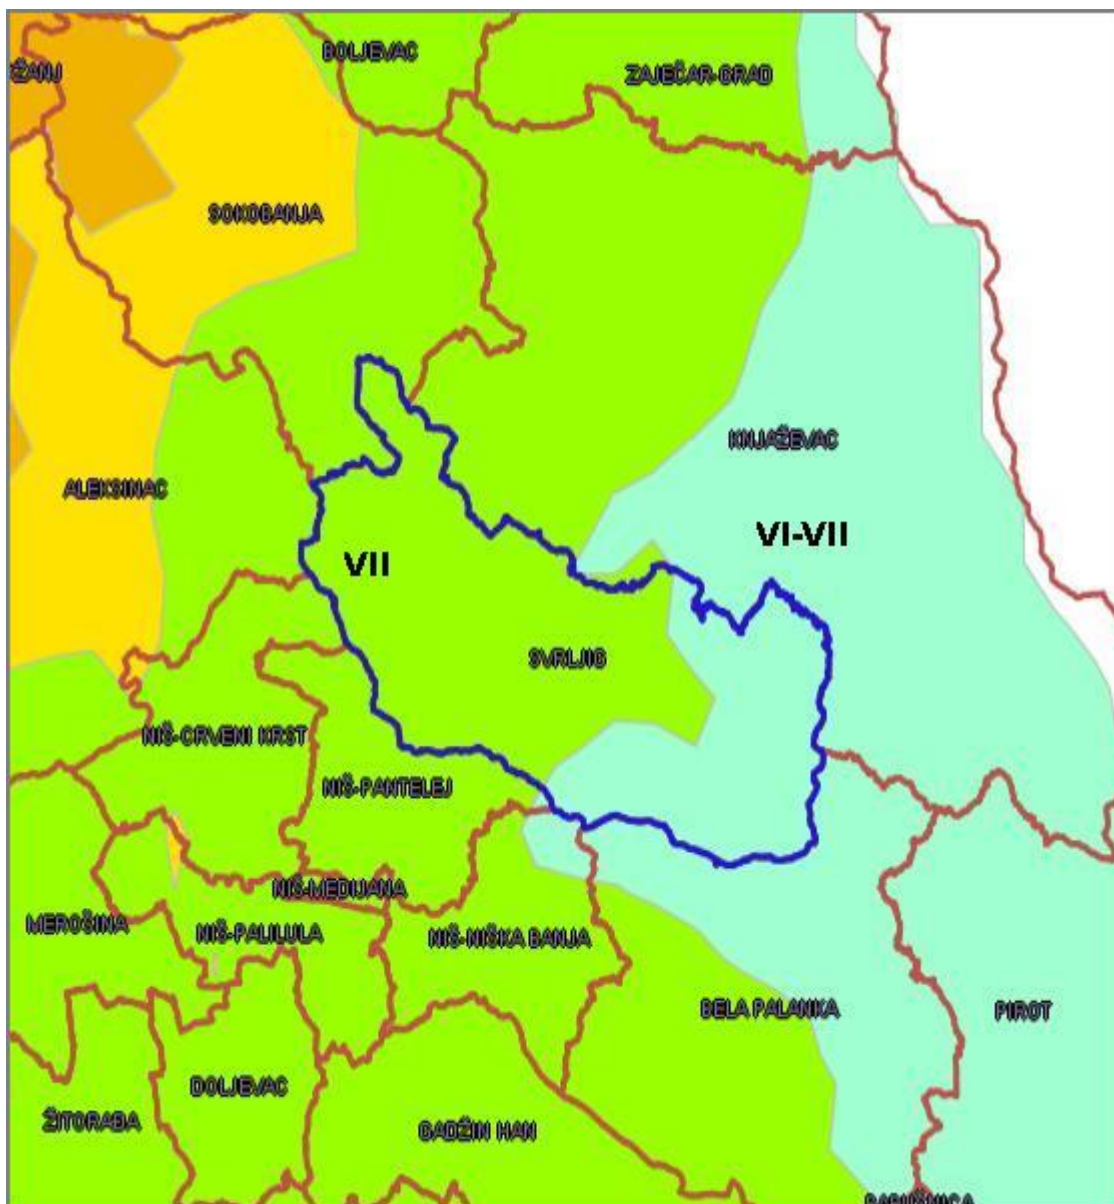 BOLJEVAC
ZAJEČAR-GRAD
SOKOBANJA
KNJAŽEVAC
ALEKSINAC
VI-VII
VII
SVRLJIG
NIŠ-CRVENI KRST
NIŠ-PANTELEJ
NIŠ-MEDIJANA
MEROŠINA
NIŠ-PALILULA
NIŠ-NIŠKA BANJA
BELA PALANKA
PIROT
DOLJEVAC
ŽITORAĐA
GADŽIN HAN